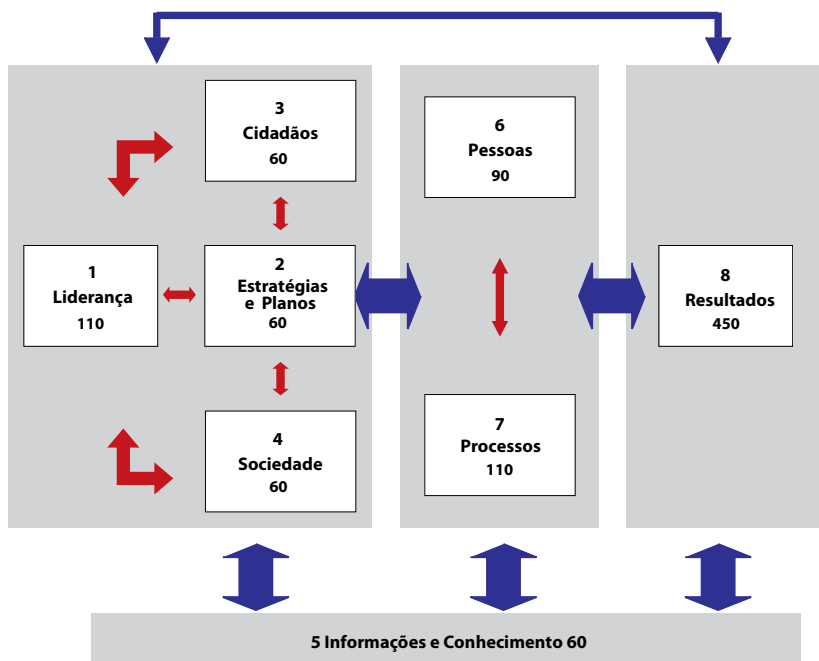 3
Cidadãos
60
6
Pessoas
90
1
Liderança
110
2
Estratégias
e Planos
60
8
Resultados
450
4
Sociedade
60
7
Processos
110
5 Informações e Conhecimento 60